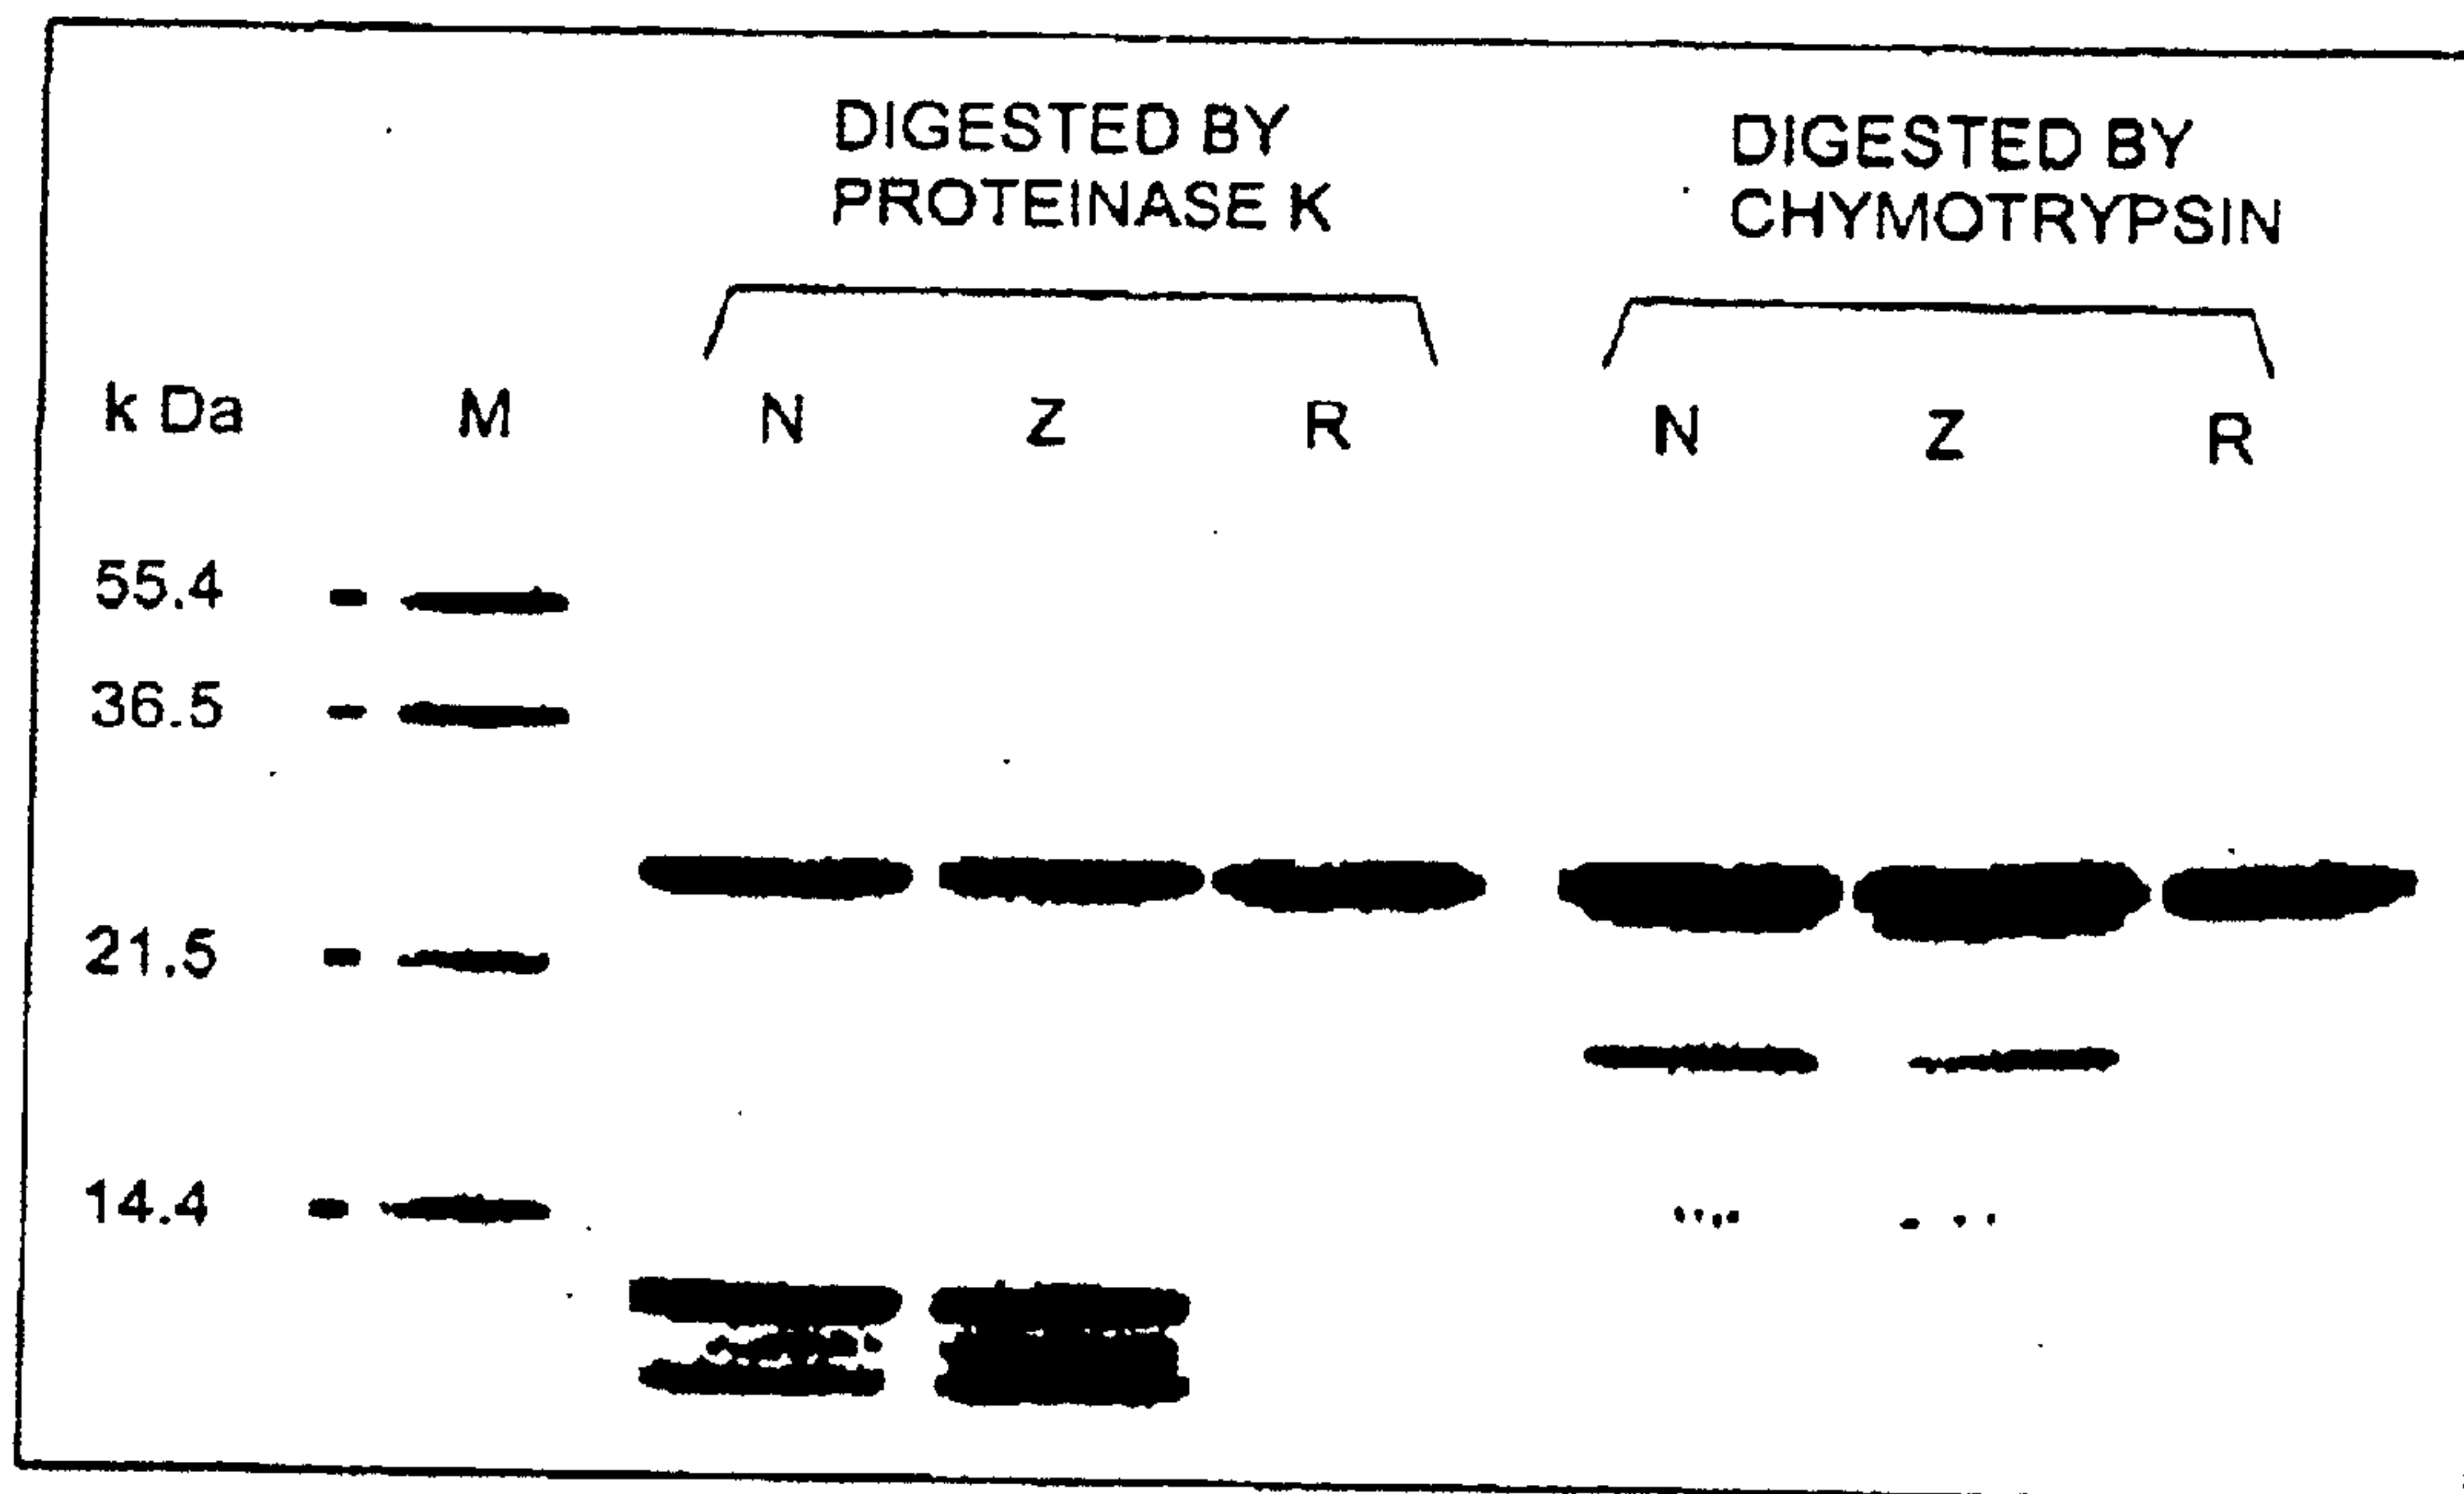 DIGESTED BY
PROTEINASE K
DIGESTED BY
CHYMOTRYPSIN
k Da M N Z R N Z R
55.4
36.5
21.5
14.4